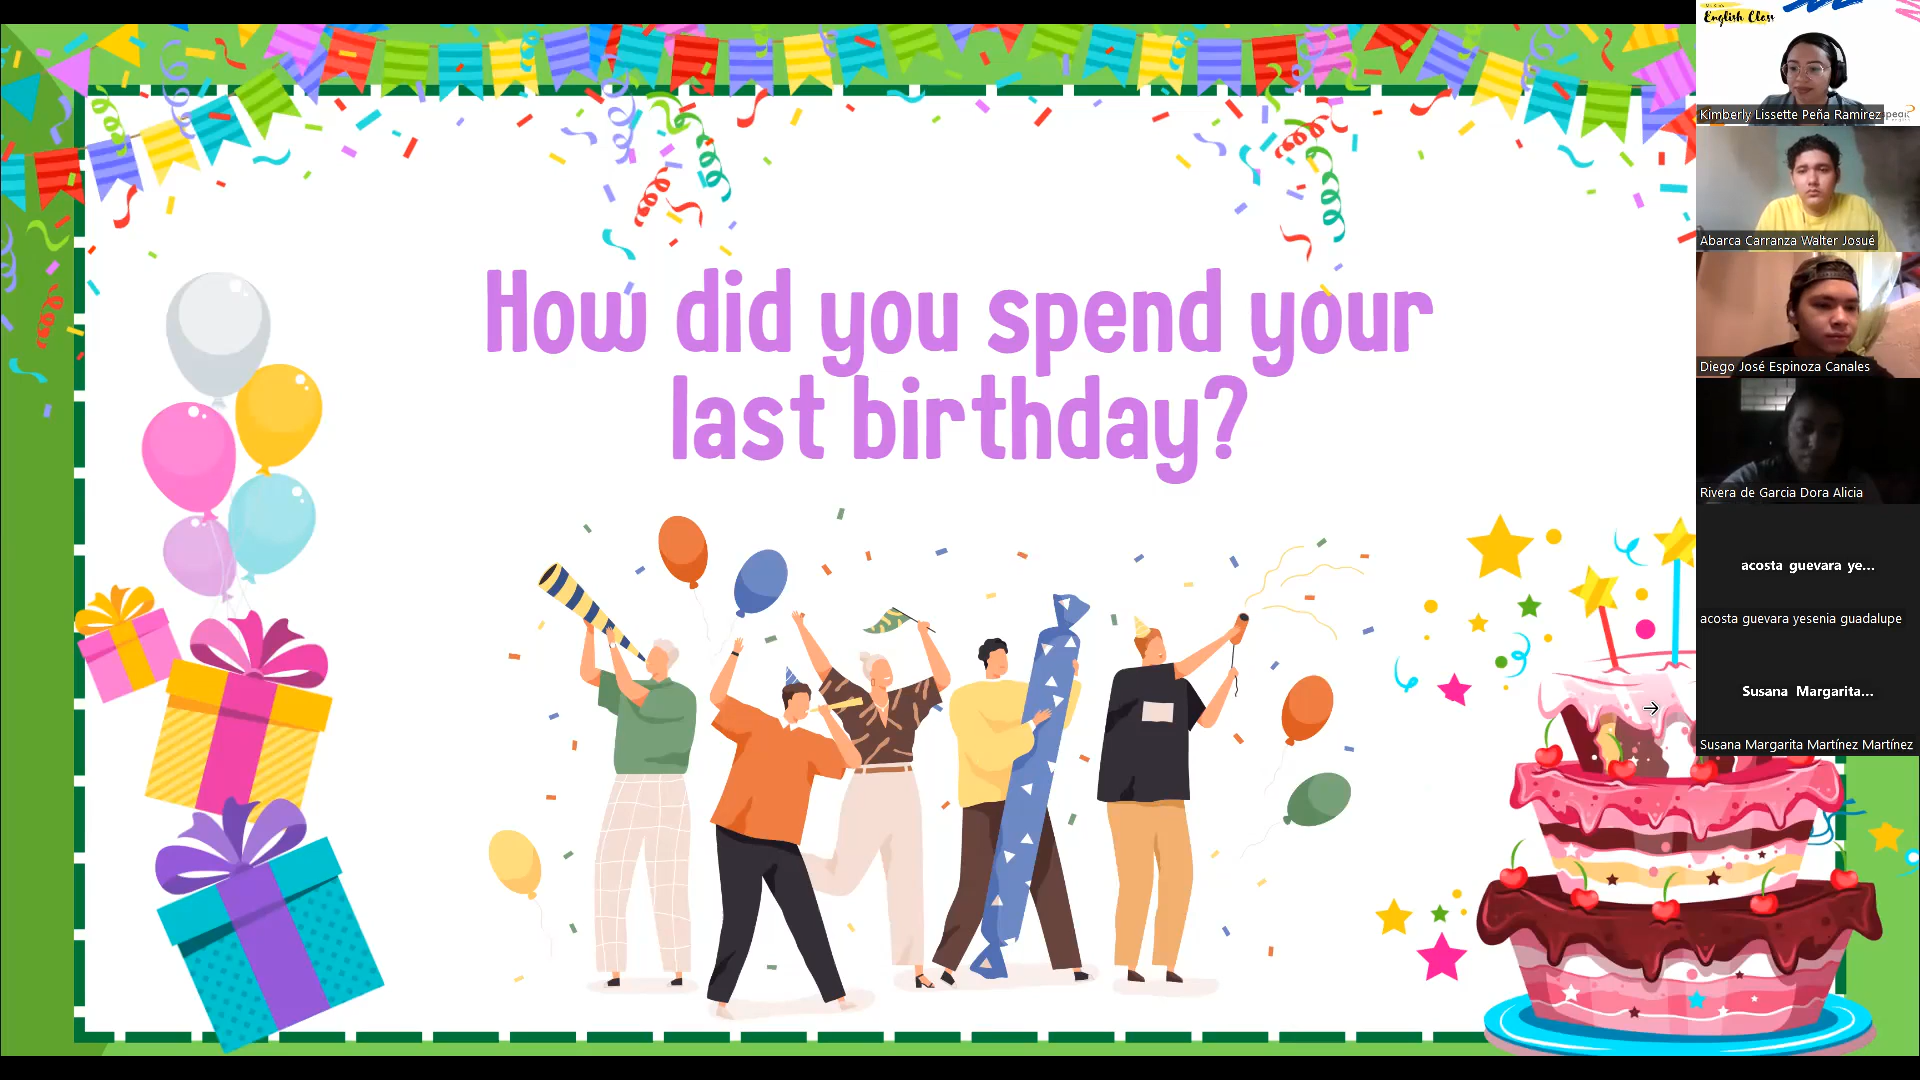 How did you spend your
last birthday?
English Class
Kimberly Lissette Peña Ramirez
speak
Abarca Carranza Walter Josué
Diego José Espinoza Canales
Rivera de Garcia Dora Alicia
acosta guevara ye...
acosta guevara yesenia guadalupe
Susana Margarita...
Susana Margarita Martínez Martínez